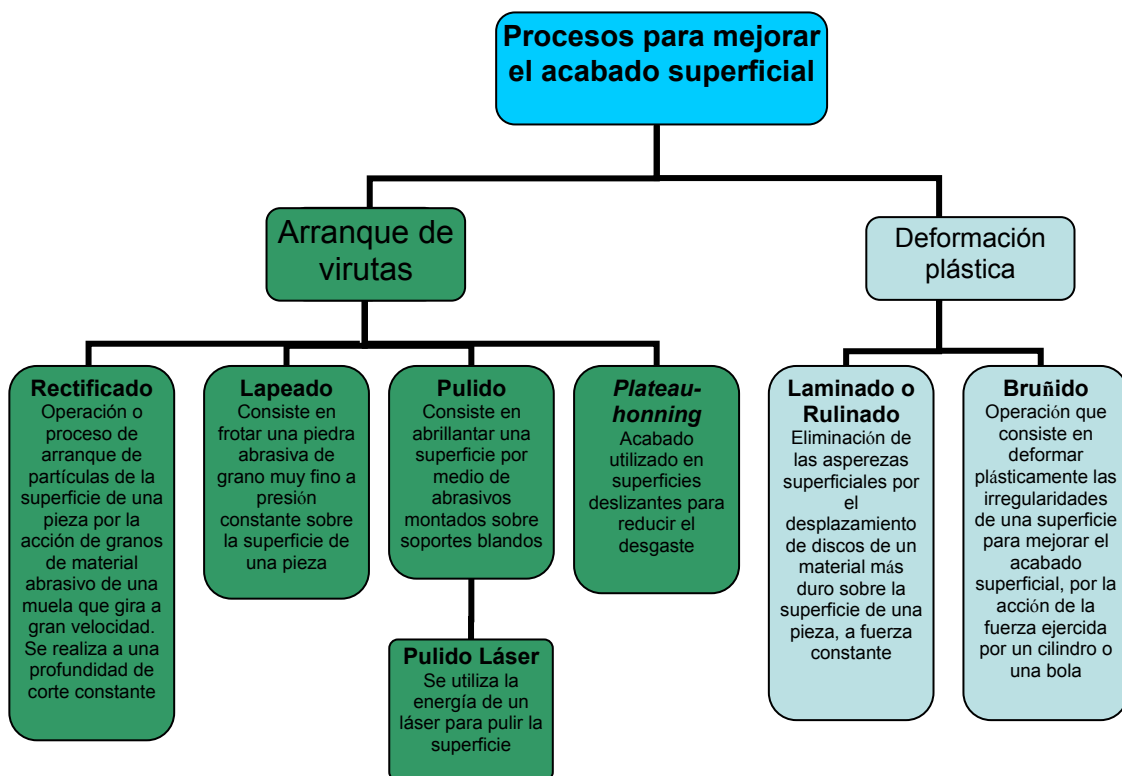 Procesos para mejorar
el acabado superficial
Arranque de
virutas
Deformación
plástica
Rectificado
Operación o
proceso de
arranque de
partículas de la
superficie de una
pieza por la
acción de granos
de material
abrasivo de una
muela que gira a
gran velocidad.
Se realiza a una
profundidad de
corte constante
Lapeado
Consiste en
frotar una piedra
abrasiva de
grano muy fino a
presión
constante sobre
la superficie de
una pieza
Pulido
Consiste en
abrillantar una
superficie por
medio de
abrasivos
montados sobre
soportes blandos
Pulido Láser
Se utiliza la
energía de un
láser para pulir la
superficie
Plateau-
honning
Acabado
utilizado en
superficies
deslizantes para
reducir el
desgaste
Laminado o
Rulinado
Eliminación de
las asperezas
superficiales por
el
desplazamiento
de discos de un
material más
duro sobre la
superficie de una
pieza, a fuerza
constante
Bruñido
Operación que
consiste en
deformar
plásticamente las
irregularidades
de una superficie
para mejorar el
acabado
superficial, por la
acción de la
fuerza ejercida
por un cilindro o
una bola